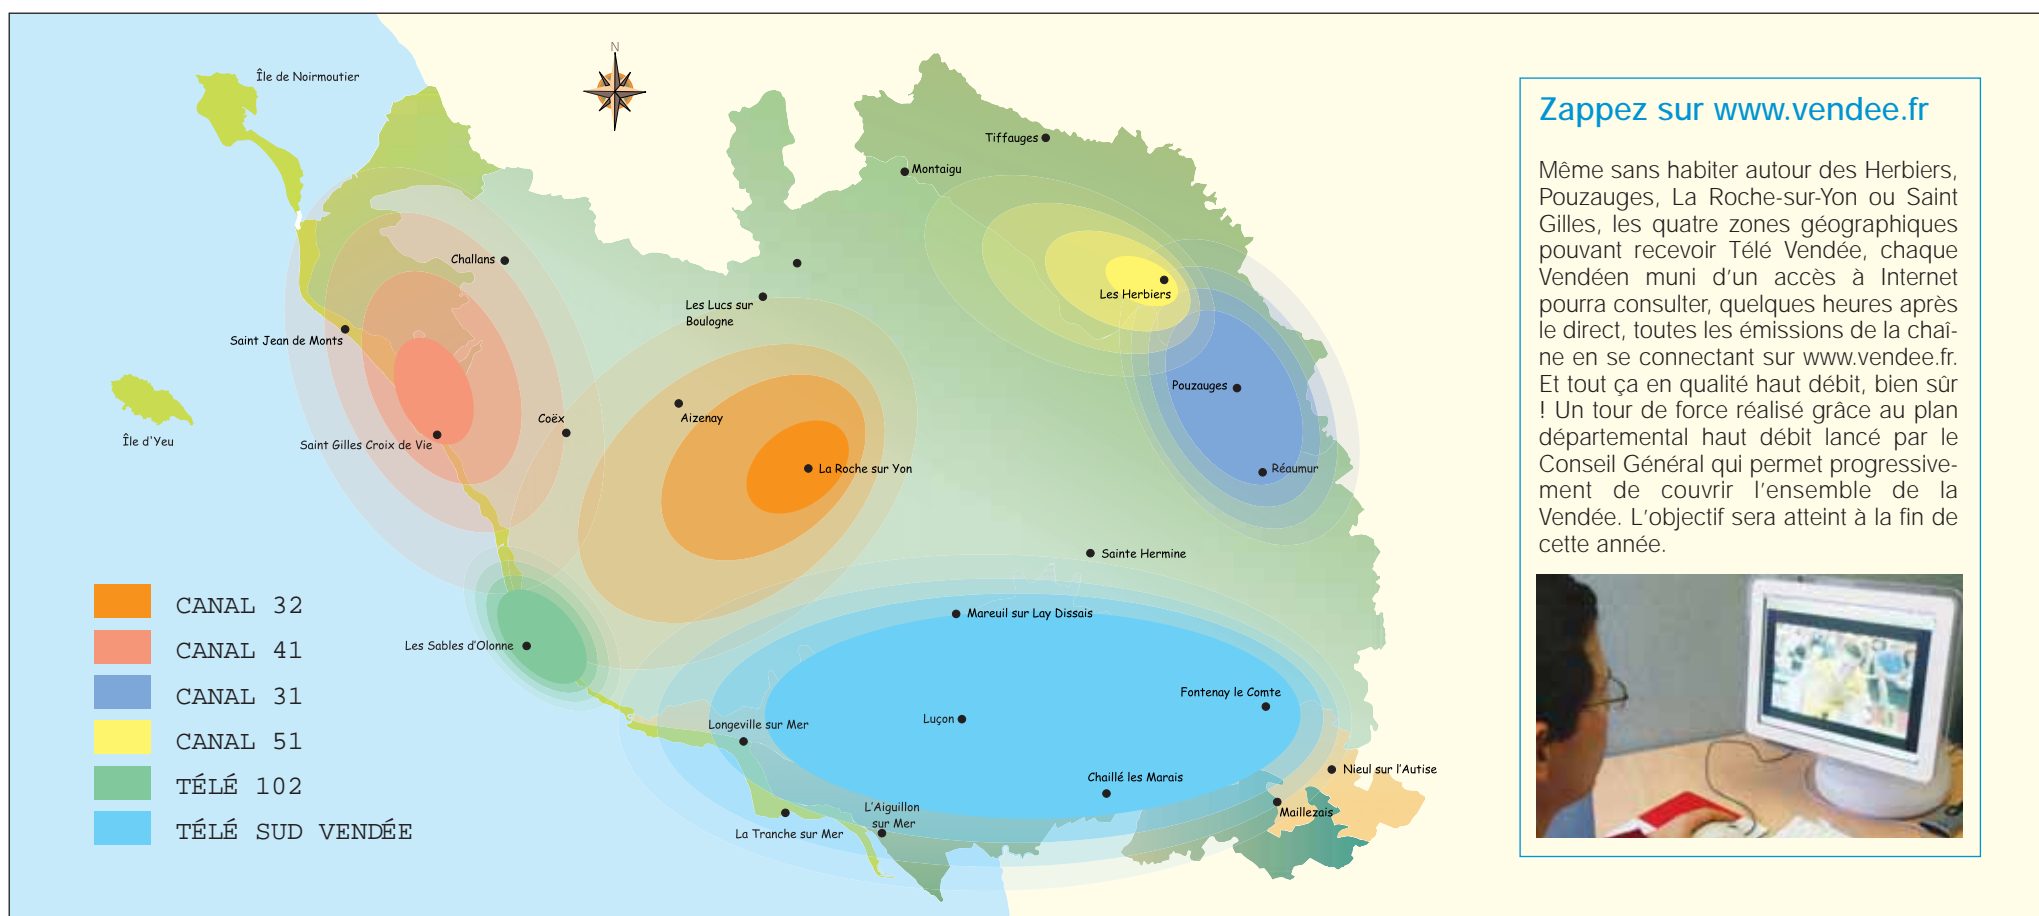 N
Île de Noirmoutier
Tiffauges
Montaigu
Challans
Les Lucs sur
Boulogne
Les Herbiers
Saint Jean de Monts
Pouzauges
Île d'Yeu
Coëx
Aizenay
Saint Gilles Croix de Vie
La Roche sur Yon
Réaumur
Sainte Hermine
Mareuil sur Lay Dissais
Les Sables d'Olonne
Fontenay le Comte
Luçon
Longeville sur Mer
Nieul sur l'Autise
Chaillé les Marais
L'Aiguillon
sur Mer
Maillezais
La Tranche sur Mer
CANAL 32
CANAL 41
CANAL 31
CANAL 51
TÉLÉ 102
TÉLÉ SUD VENDÉE
Zappez sur www.vendee.fr
Même sans habiter autour des Herbiers,
Pouzauges, La Roche-sur-Yon ou Saint
Gilles, les quatre zones géographiques
pouvant recevoir Télé Vendée, chaque
Vendéen muni d'un accès à Internet
pourra consulter, quelques heures après
le direct, toutes les émissions de la chaî-
ne en se connectant sur www.vendee.fr.
Et tout ça en qualité haut débit, bien sûr
! Un tour de force réalisé grâce au plan
départemental haut débit lancé par le
Conseil Général qui permet progressive-
ment de couvrir l'ensemble de la
Vendée. L'objectif sera atteint à la fin de
cette année.